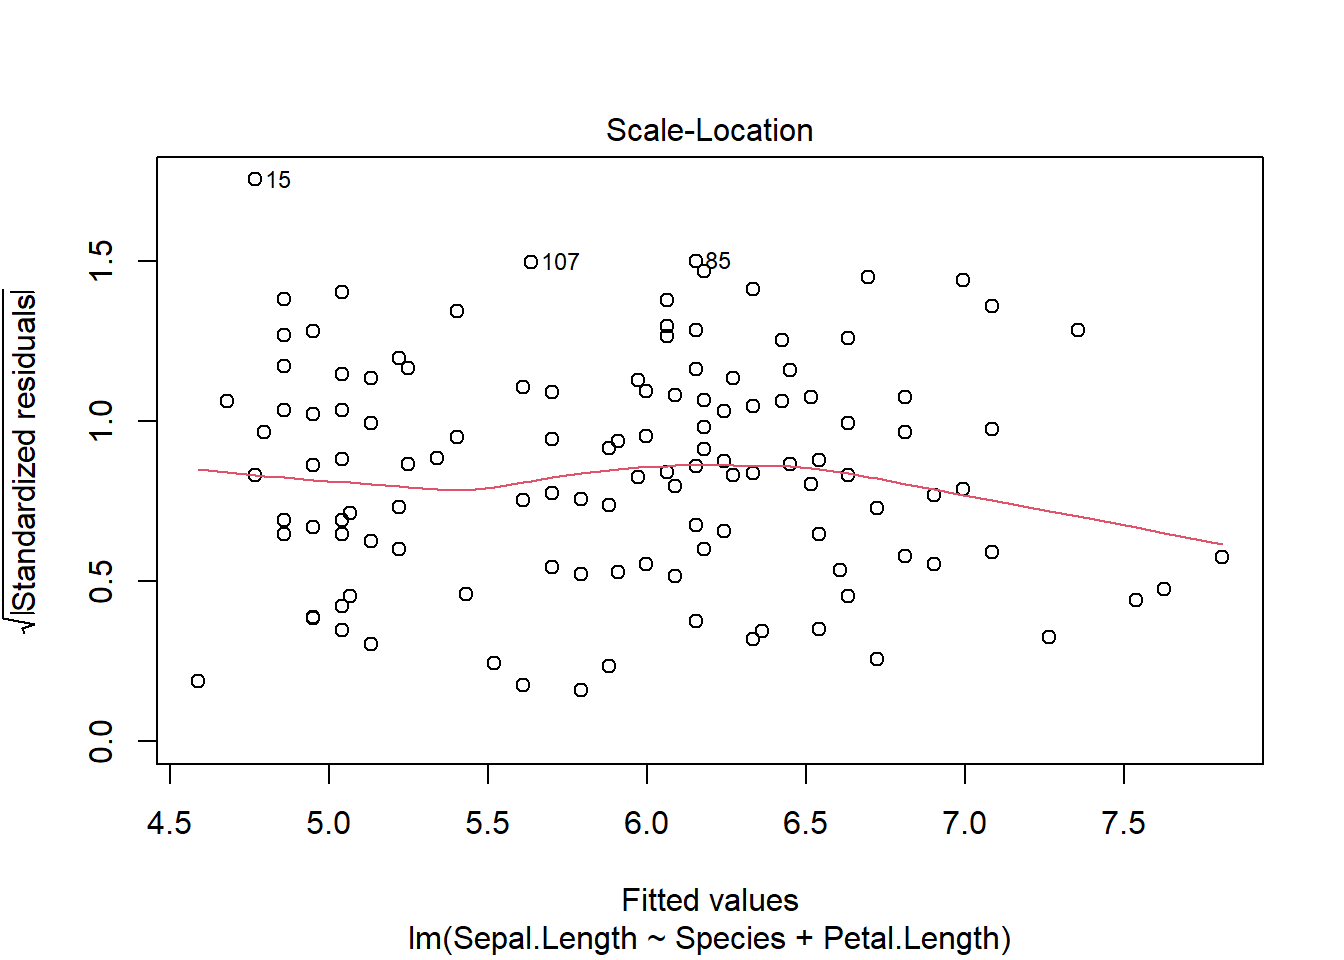 Scale-Location
15
107
85
√|Standardized residuals|
0.0 0.5 1.0 1.5
4.5 5.0 5.5 6.0 6.5 7.0 7.5
Fitted values
lm(Sepal.Length ~ Species + Petal.Length)